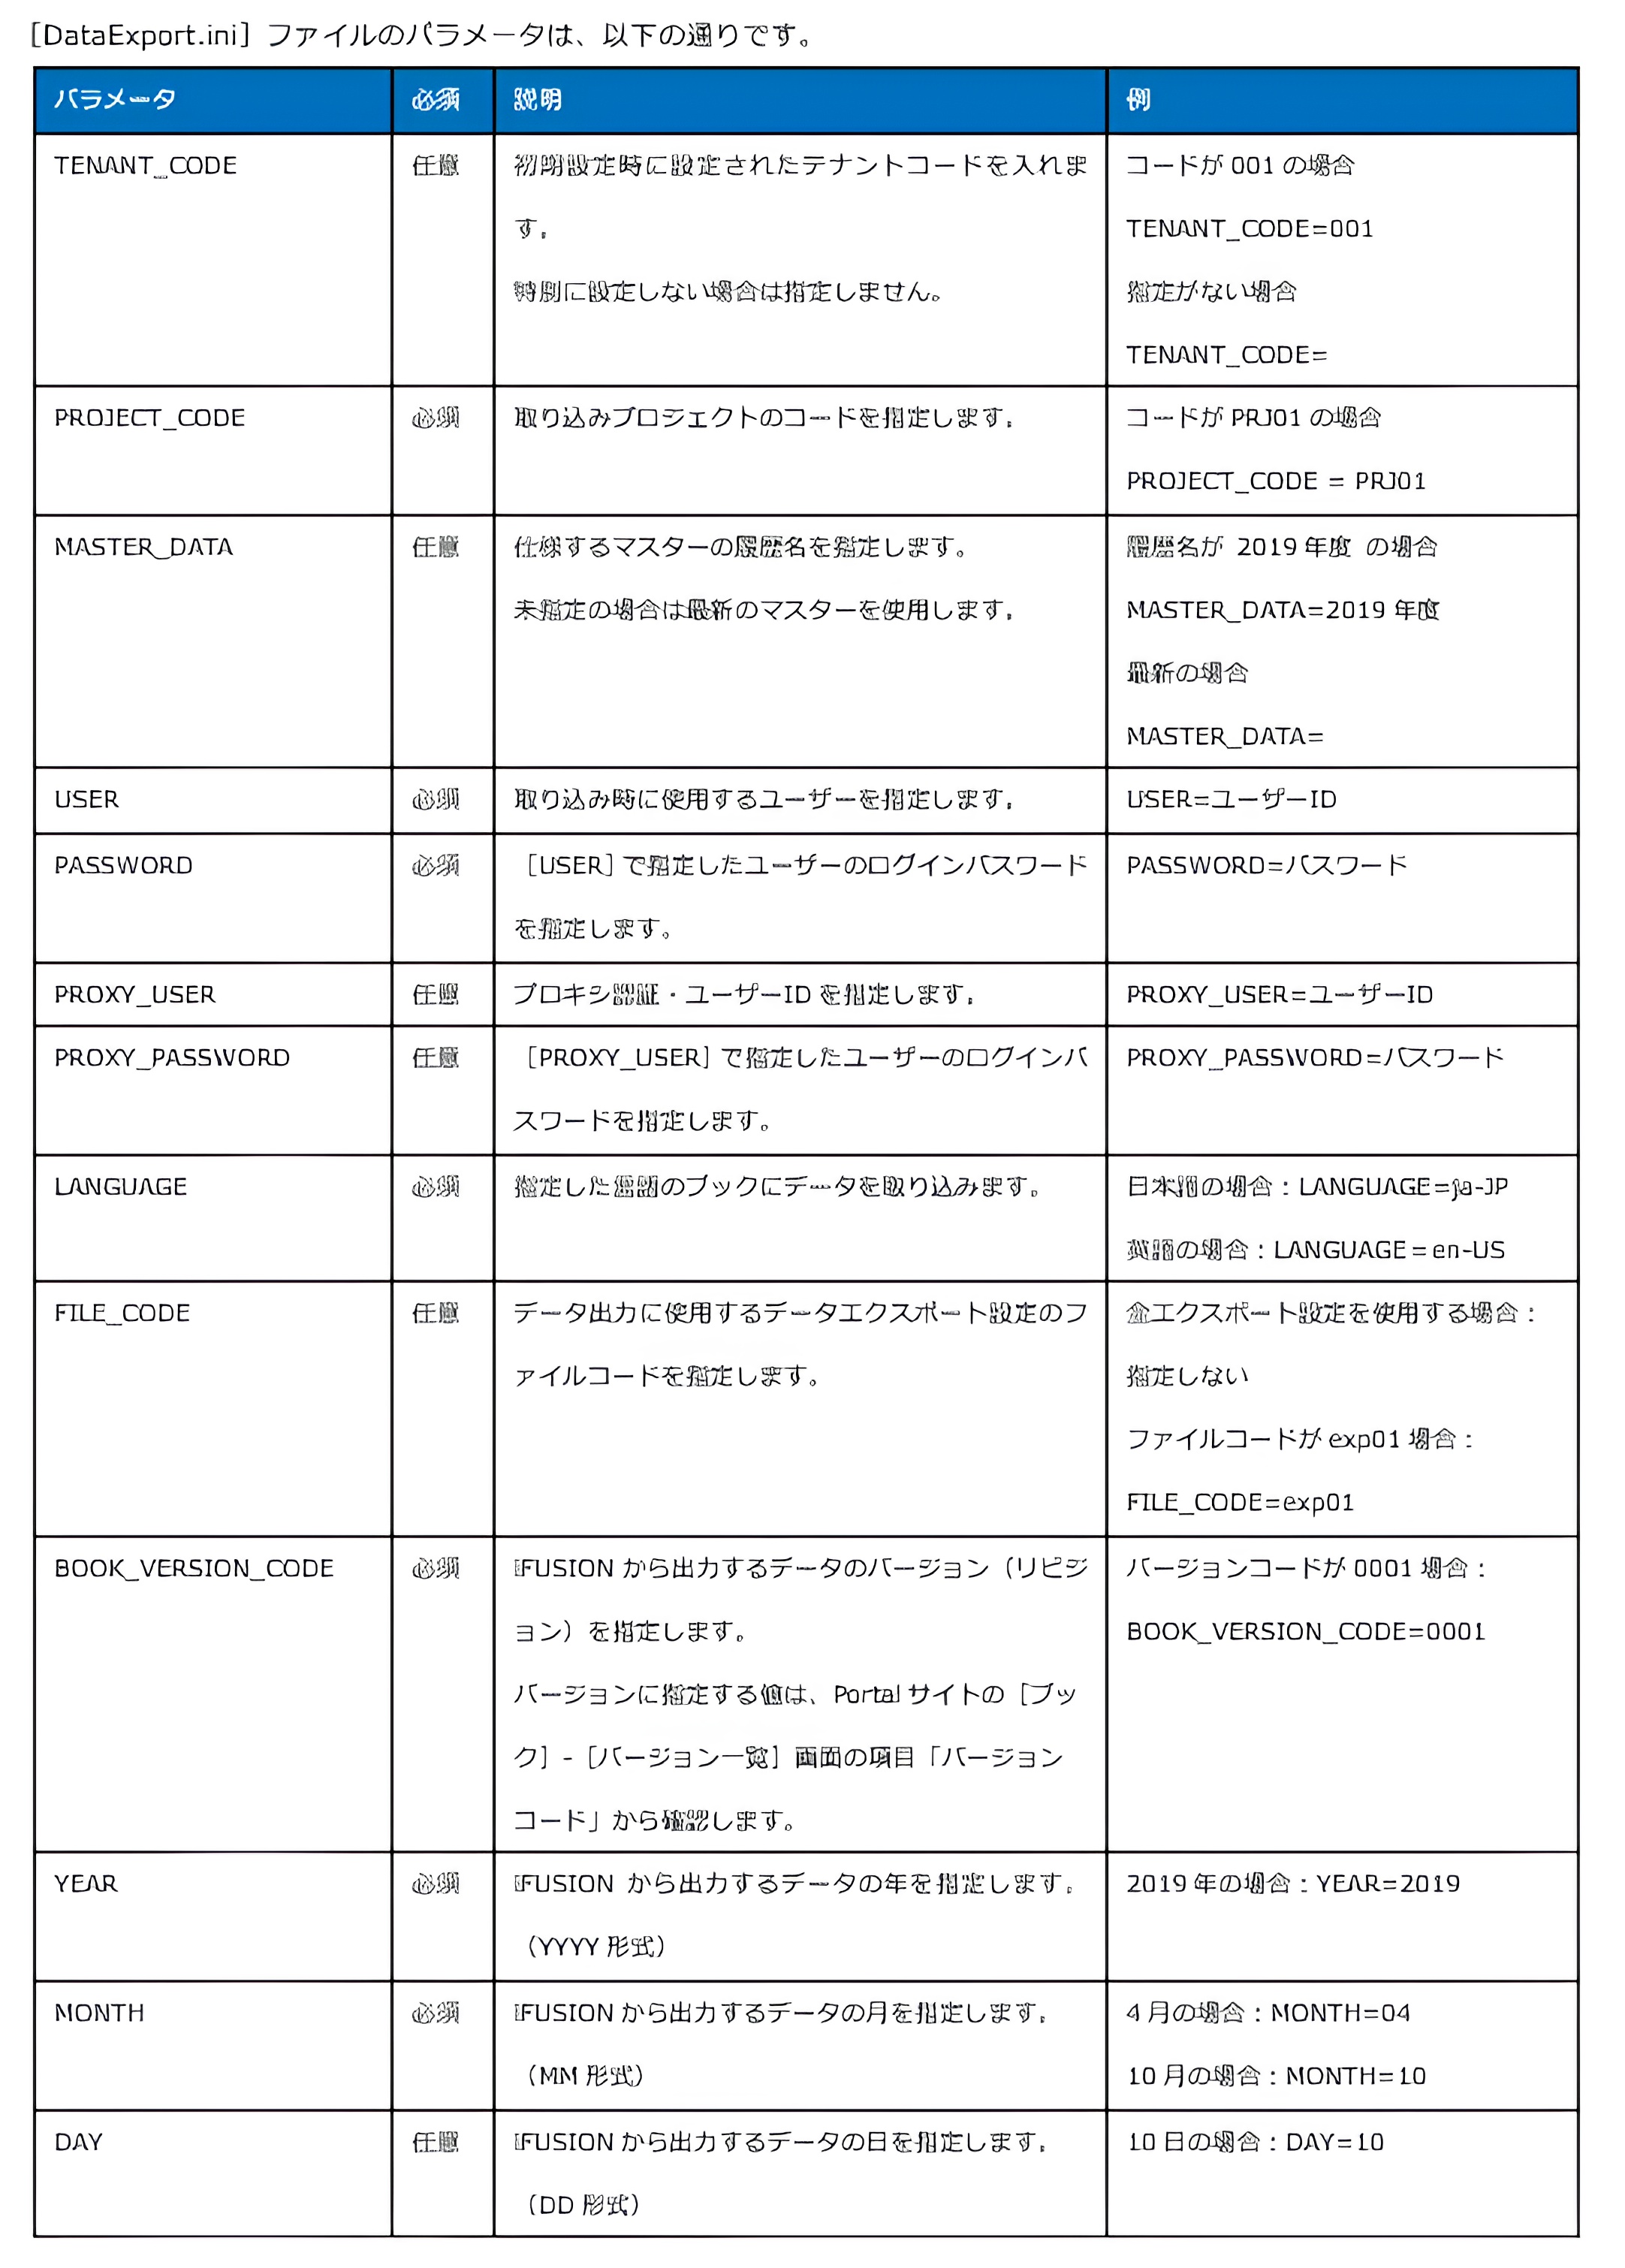 ［DataExport.ini］ファイルのパラメータは、以下の通りです。
パラメータ 必須 説明 例
TENANT_CODE 任意 初期設定時に設定されたテナントコードを入れま コードが 001 の場合
す。 TENANT_CODE=001
特別に設定しない場合は指定しません。 指定がない場合
TENANT_CODE=
PROJECT_CODE 必須 取り込みプロジェクトのコードを指定します。 コードが PRJ01 の場合
PROJECT_CODE = PRJ01
MASTER_DATA 任意 仕様するマスターの履歴名を指定します。 履歴名が 2019 年度 の場合
未指定の場合は最新のマスターを使用します。 MASTER_DATA=2019 年度
最新の場合
MASTER_DATA=
USER 必須 取り込み時に使用するユーザーを指定します。 USER=ユーザーID
PASSWORD 必須 ［USER］で指定したユーザーのログインパスワード PASSWORD=パスワード
を指定します。
PROXY_USER 任意 プロキシ認証・ユーザーID を指定します。 PROXY_USER=ユーザーID
PROXY_PASSWORD 任意 ［PROXY_USER］で指定したユーザーのログインパ PROXY_PASSWORD=パスワード
スワードを指定します。
LANGUAGE 必須 指定した言語のブックにデータを取り込みます。 日本語の場合：LANGUAGE=ja-JP
英語の場合：LANGUAGE=en-US
FILE_CODE 任意 データ出力に使用するデータエクスポート設定のフ 全エクスポート設定を使用する場合：
ァイルコードを指定します。 指定しない
ファイルコードが exp01 場合：
FILE_CODE=exp01
BOOK_VERSION_CODE 必須 iFUSION から出力するデータのバージョン（リビジ バージョンコードが 0001 場合：
ョン）を指定します。 BOOK_VERSION_CODE=0001
バージョンに指定する値は、Portal サイトの［ブッ
ク］-［バージョン一覧］画面の項目「バージョン
コード」から確認します。
YEAR 必須 iFUSION から出力するデータの年を指定します。 2019 年の場合：YEAR=2019
（YYYY 形式）
MONTH 必須 iFUSION から出力するデータの月を指定します。 4 月の場合：MONTH=04
（MM 形式） 10 月の場合：MONTH=10
DAY 任意 iFUSION から出力するデータの日を指定します。 10 日の場合：DAY=10
（DD 形式）